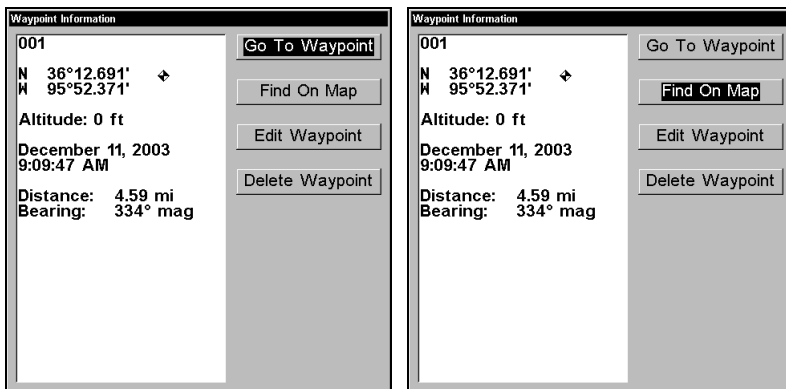 Waypoint Information
001
N 36°12.691'
W 95°52.371'
Altitude: 0 ft
December 11, 2003
9:09:47 AM
Distance: 4.59 mi
Bearing: 334° mag
Go To Waypoint
Find On Map
Edit Waypoint
Delete Waypoint
Waypoint Information
001
N 36°12.691'
W 95°52.371'
Altitude: 0 ft
December 11, 2003
9:09:47 AM
Distance: 4.59 mi
Bearing: 334° mag
Go To Waypoint
Find On Map
Edit Waypoint
Delete Waypoint